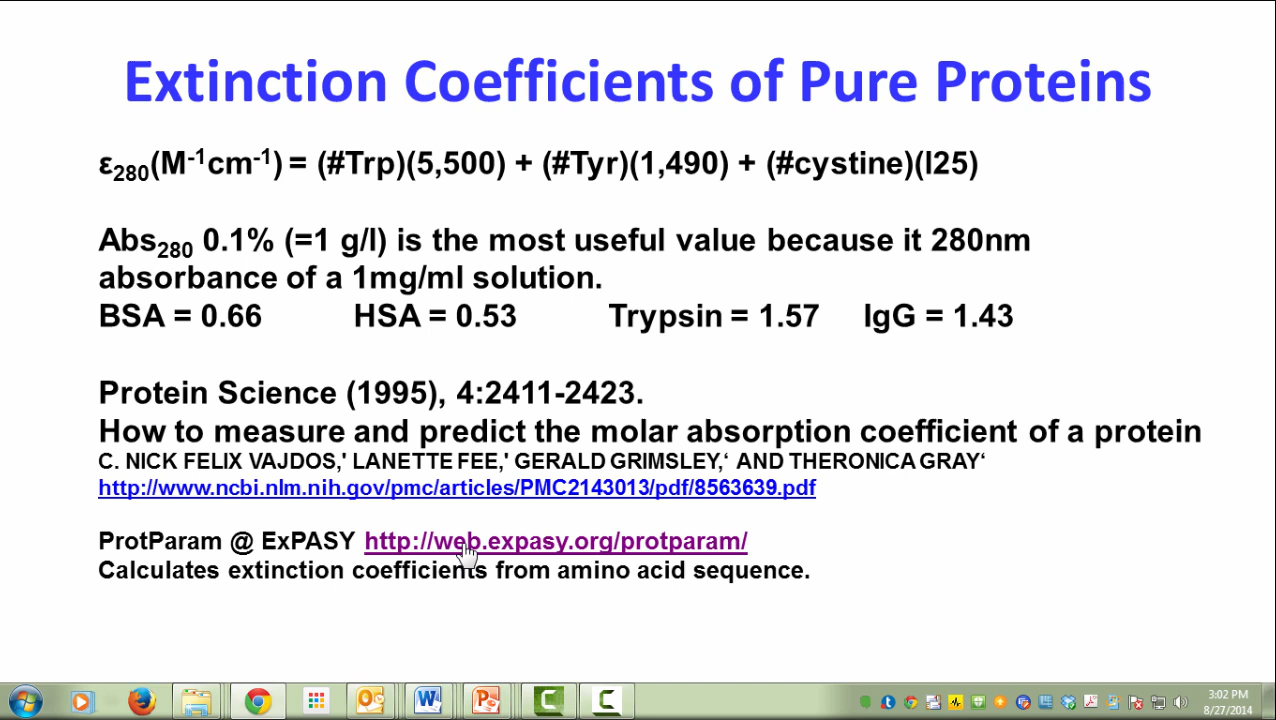 Extinction Coefficients of Pure Proteins
ε280(M-1cm-1) = (#Trp)(5,500) + (#Tyr)(1,490) + (#cystine)(l25)
Abs280 0.1% (=1 g/l) is the most useful value because it 280nm
absorbance of a 1mg/ml solution.
BSA = 0.66 HSA = 0.53 Trypsin = 1.57 IgG = 1.43
Protein Science (1995), 4:2411-2423.
How to measure and predict the molar absorption coefficient of a protein
C. NICK FELIX VAJDOS,' LANETTE FEE,' GERALD GRIMSLEY,‘ AND THERONICA GRAY‘
http://www.ncbi.nlm.nih.gov/pmc/articles/PMC2143013/pdf/8563639.pdf
ProtParam @ ExPASY http://web.expasy.org/protparam/
Calculates extinction coefficients from amino acid sequence.
3:02 PM
8/27/2014